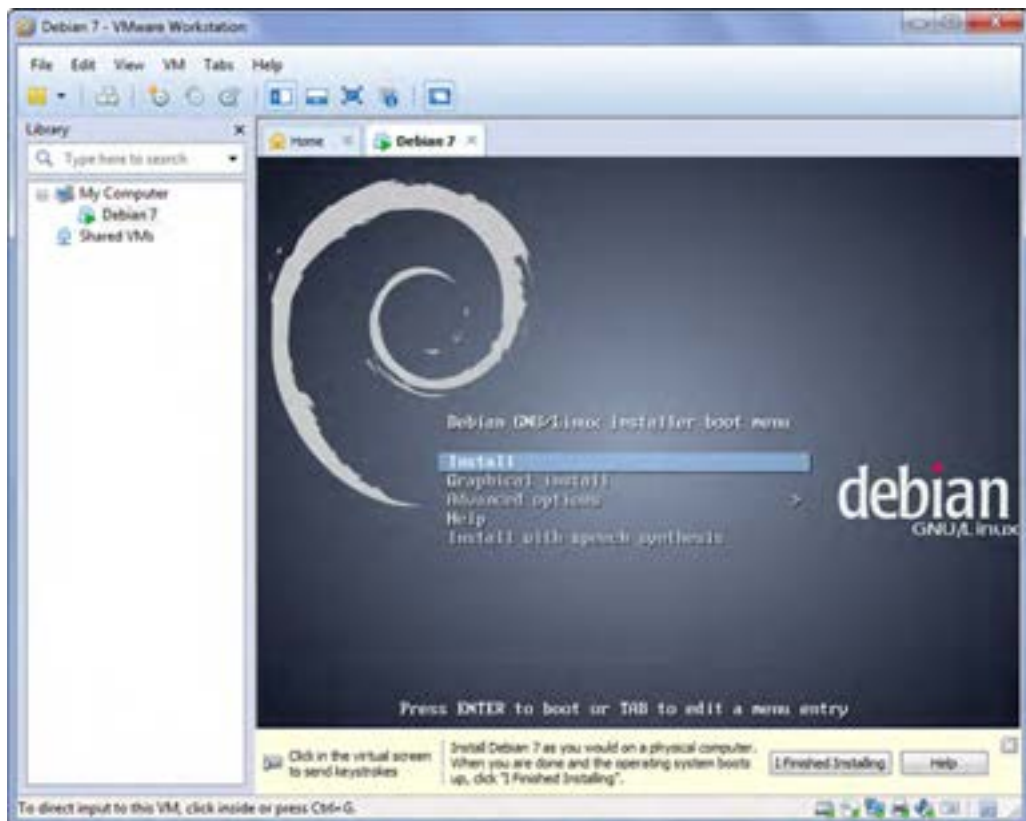 Debian 7 - VMware Workstation
File Edit View VM Tabs Help
Library
Type here to search
My Computer
Debian 7
Shared VMs
Home
Debian 7
Debian GNU/Linux installer boot menu
Install
Graphical install
Advanced options >
Help
Install with speech synthesis
debian
GNU/Linux
Press ENTER to boot or TAB to edit a menu entry
Click in the virtual screen
to send keystrokes
Install Debian 7 as you would on a physical computer.
When you are done and the operating system boots
up, click "I Finished Installing".
I Finished Installing
Help
To direct input to this VM, click inside or press Ctrl+G.